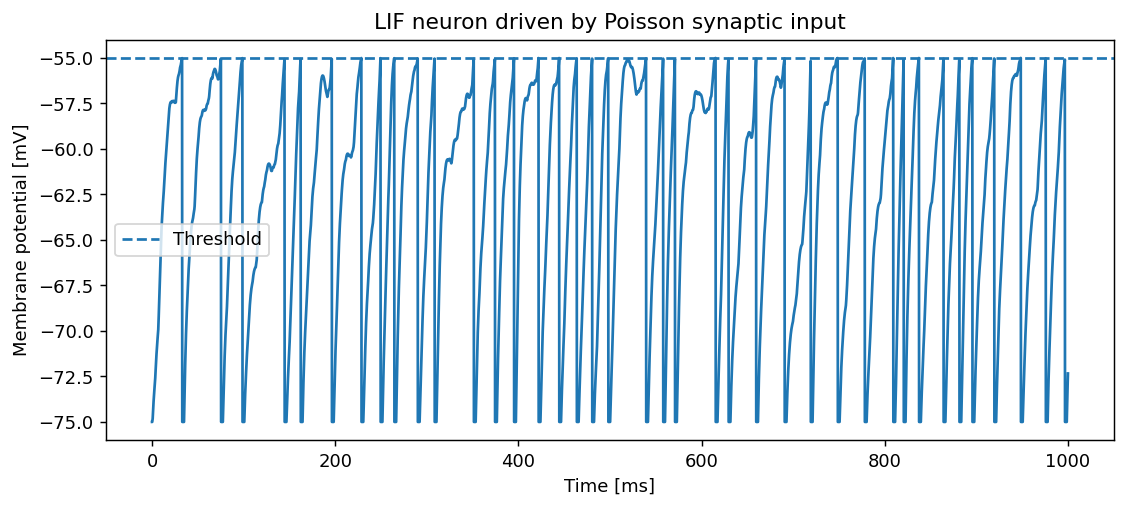 LIF neuron driven by Poisson synaptic input
Membrane potential [mV]
−55.0
−57.5
−60.0
−62.5
−65.0
−67.5
−70.0
−72.5
−75.0
Threshold
0 200 400 600 800 1000
Time [ms]